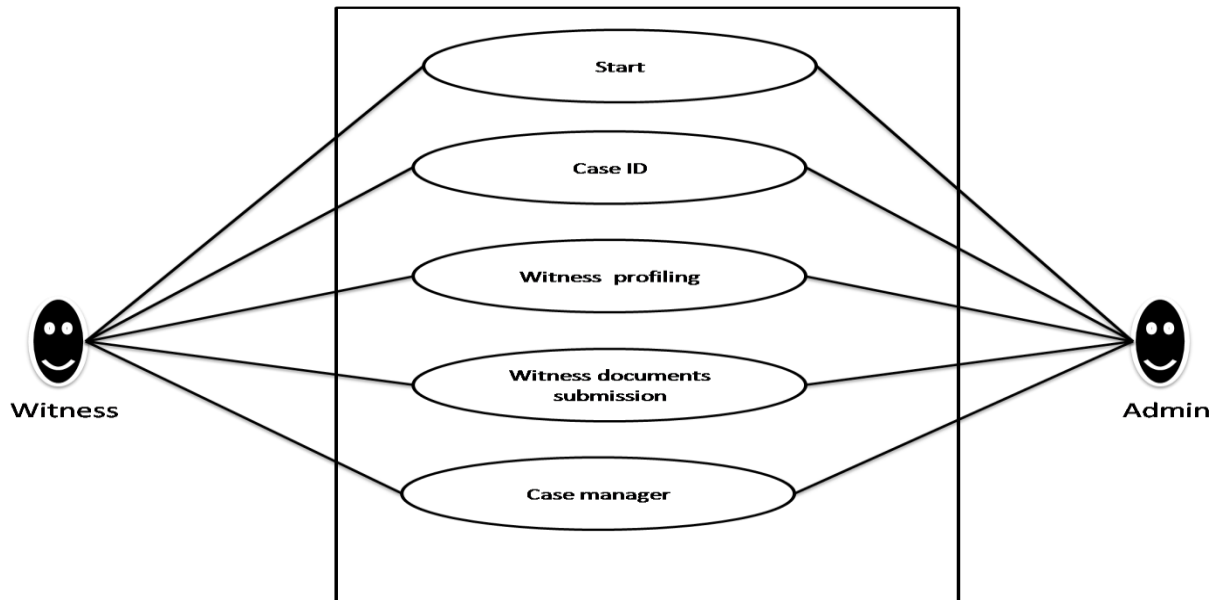 Start
Case ID
Witness profiling
Witness documents
submission
Case manager
Witness
Admin